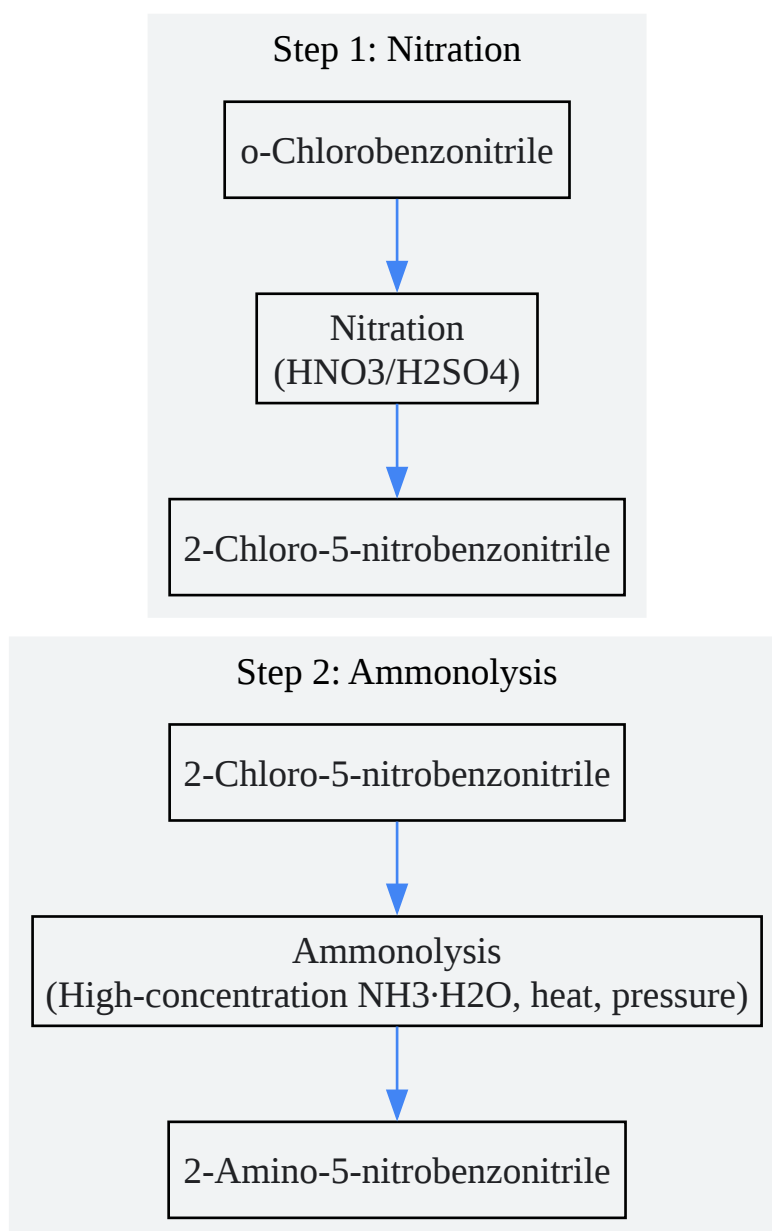 Step 1: Nitration
o-Chlorobenzonitrile
Nitration
(HNO3/H2SO4)
2-Chloro-5-nitrobenzonitrile
Step 2: Ammonolysis
2-Chloro-5-nitrobenzonitrile
Ammonolysis
(High-concentration NH3·H2O, heat, pressure)
2-Amino-5-nitrobenzonitrile